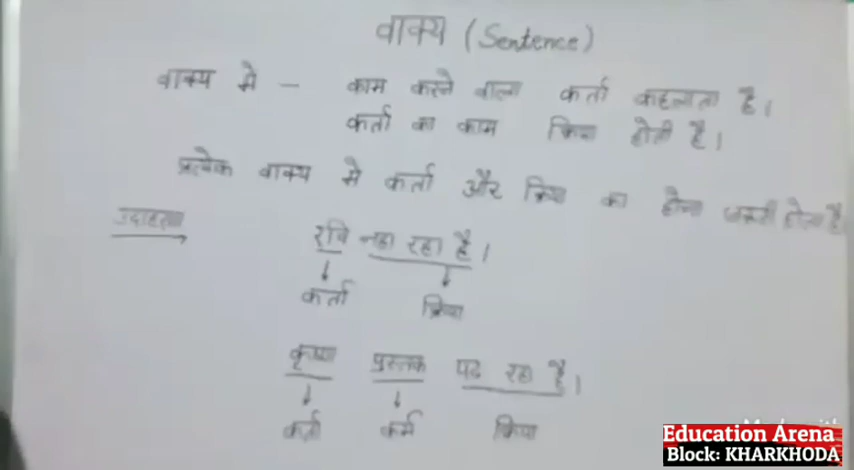 वाक्य (Sentence)
वाक्य मे - काम करने वाला कर्ता कहलाता है।
कर्ता का काम क्रिया होती है।
प्रत्येक वाक्य मे कर्ता और क्रिया का होना जरूरी होता है
उदाहरण
रवि नहा रहा है।
कर्ता क्रिया
कृष्णा पुस्तक पढ रहा है।
कर्ता कर्म क्रिया
Education Arena
Block: KHARKHODA